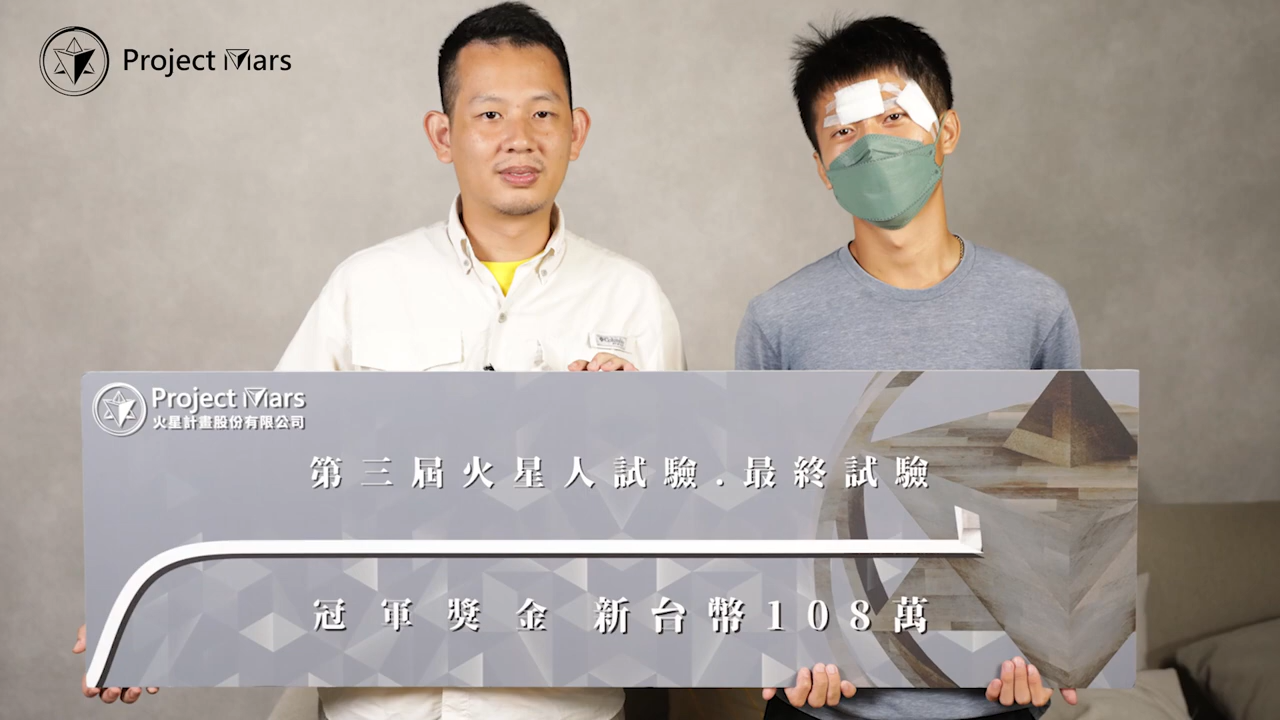 Project Mars
Project Mars
火星計畫股份有限公司
第三屆火星人試驗.最終試驗
冠軍獎金 新台幣108萬